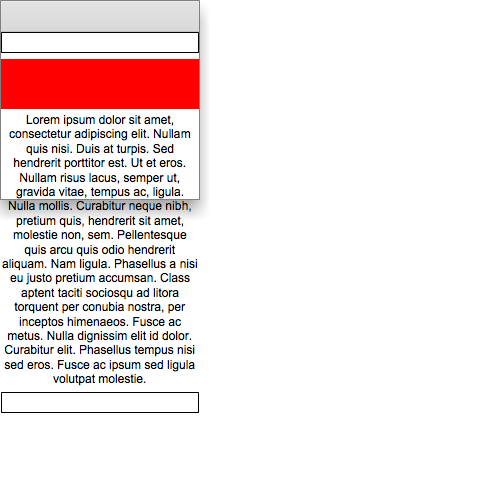 Lorem ipsum dolor sit amet,
consectetur adipiscing elit. Nullam
quis nisi. Duis at turpis. Sed
hendrerit porttitor est. Ut et eros.
Nullam risus lacus, semper ut,
gravida vitae, tempus ac, ligula.
Nulla mollis. Curabitur neque nibh,
pretium quis, hendrerit sit amet,
molestie non, sem. Pellentesque
quis arcu quis odio hendrerit
aliquam. Nam ligula. Phasellus a nisi
eu justo pretium accumsan. Class
aptent taciti sociosqu ad litora
torquent per conubia nostra, per
inceptos himenaeos. Fusce ac
metus. Nulla dignissim elit id dolor.
Curabitur elit. Phasellus tempus nisi
sed eros. Fusce ac ipsum sed ligula
volutpat molestie.